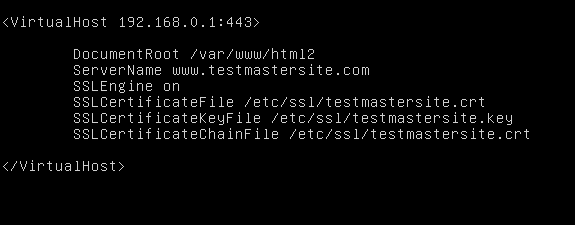 <VirtualHost 192.168.0.1:443>
DocumentRoot /var/www/html2
ServerName www.testmastersite.com
SSLEngine on
SSLCertificateFile /etc/ssl/testmastersite.crt
SSLCertificateKeyFile /etc/ssl/testmastersite.key
SSLCertificateChainFile /etc/ssl/testmastersite.crt
</VirtualHost>